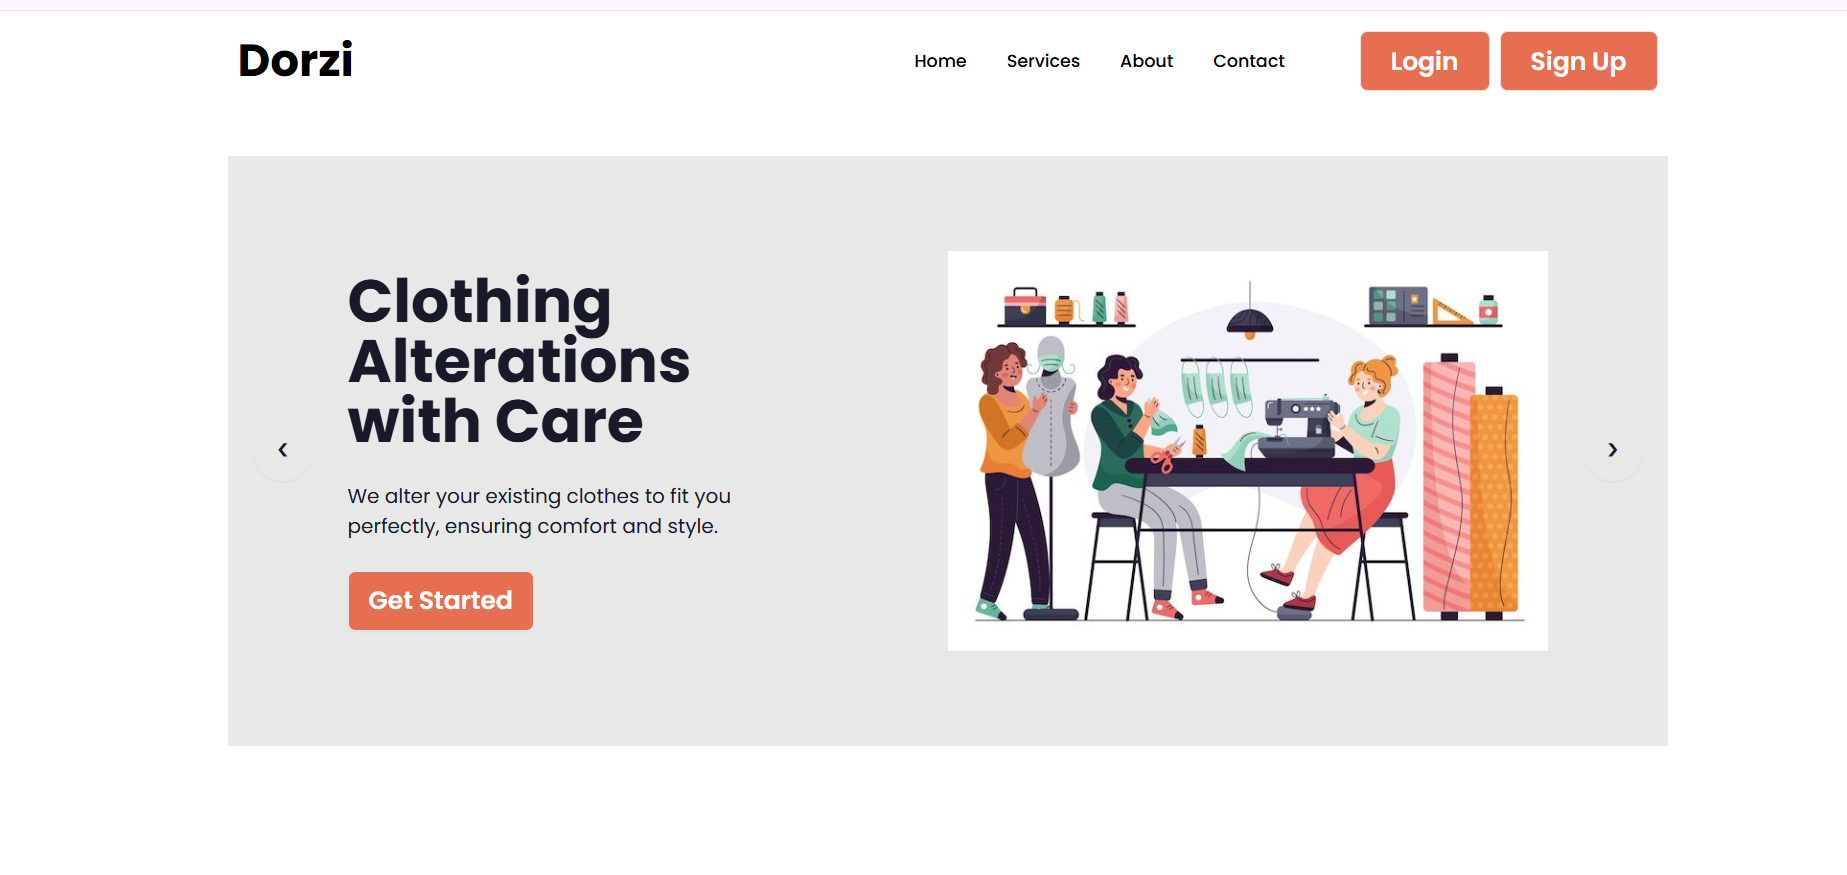 Dorzi
Home Services About Contact Login Sign Up
Clothing
Alterations
with Care
We alter your existing clothes to fit you
perfectly, ensuring comfort and style.
Get Started